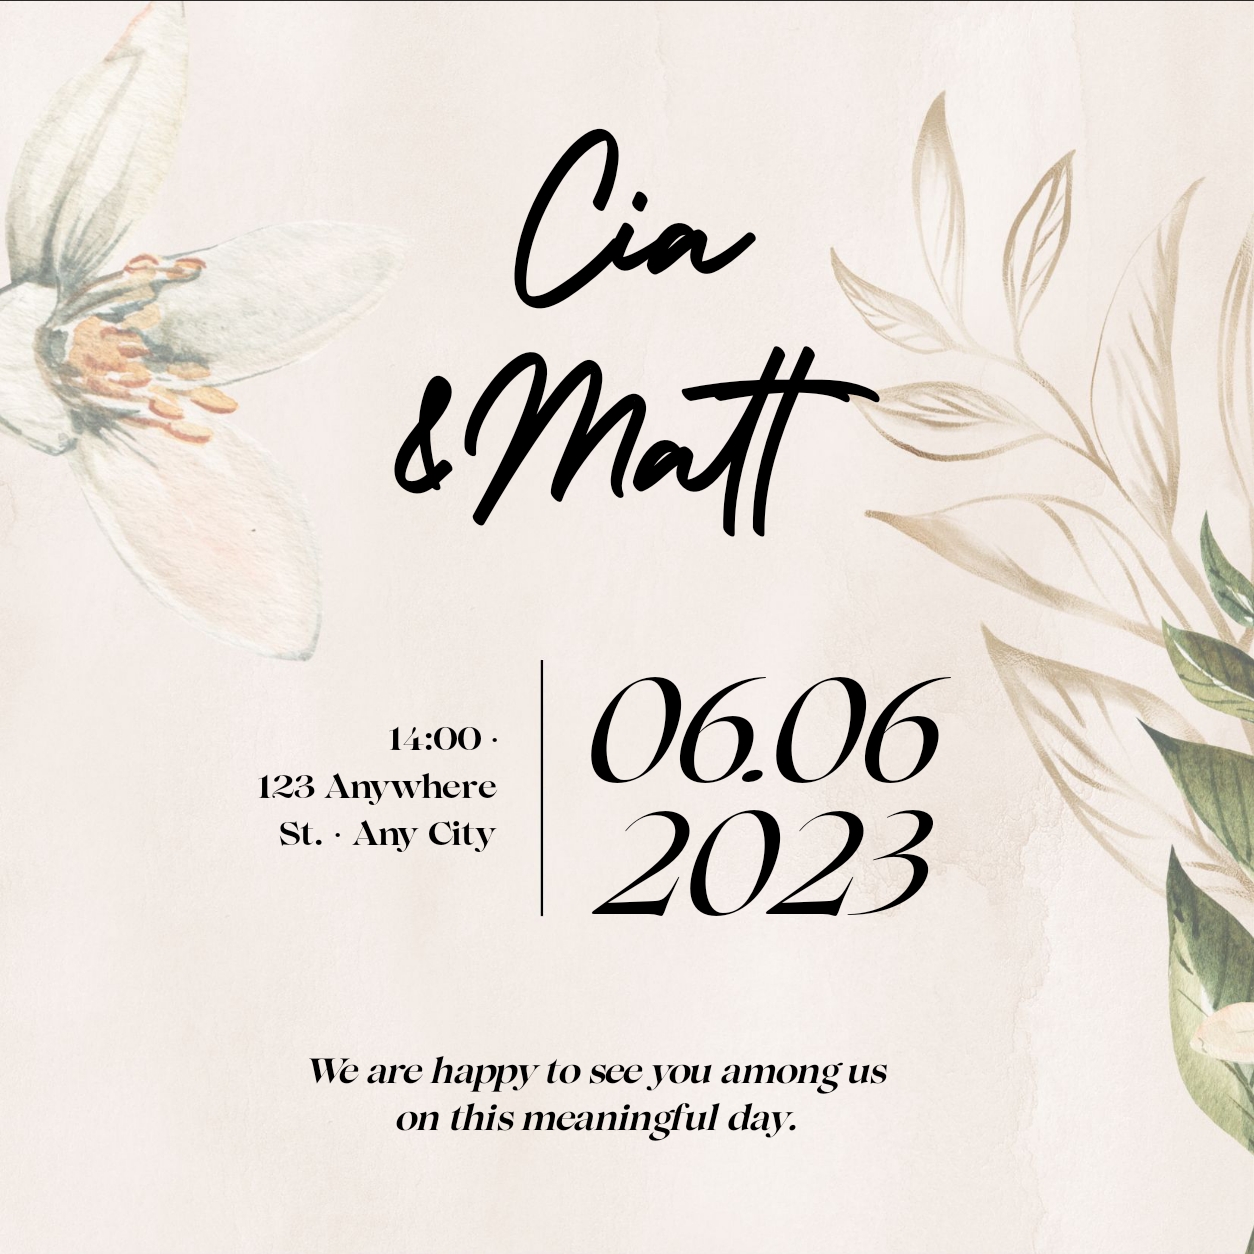 Cia
&Matt
14:00 ·
123 Anywhere
St. · Any City
06.06
2023
We are happy to see you among us
on this meaningful day.